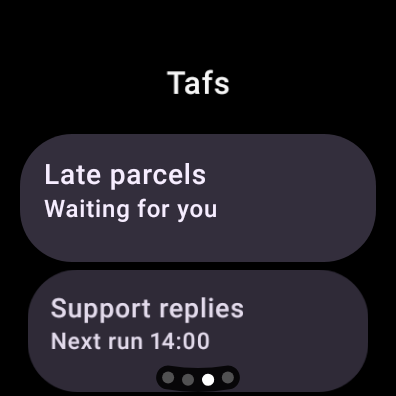 Tafs
Late parcels
Waiting for you
Support replies
Next run 14:00